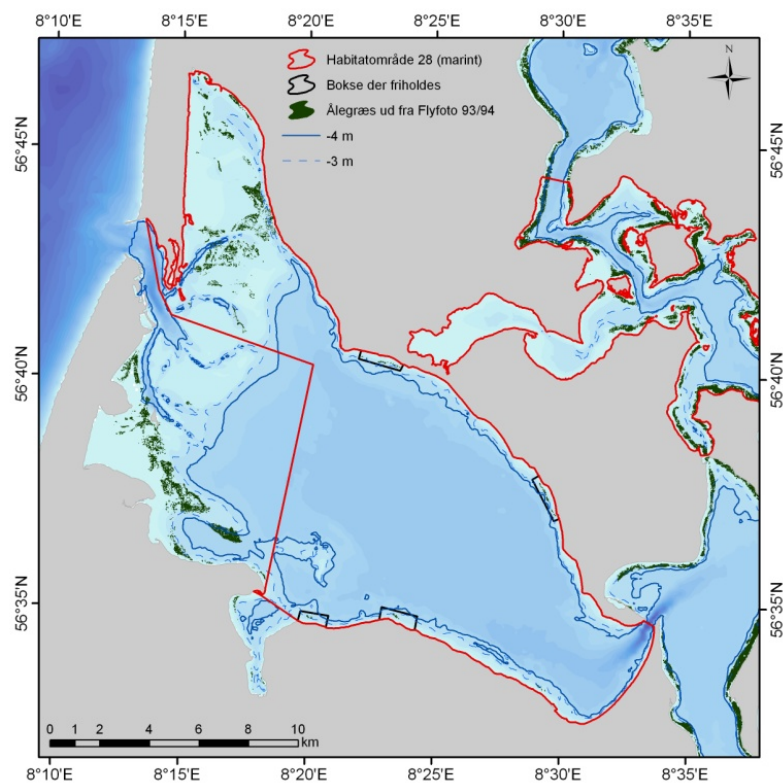 8°10'E 8°15'E 8°20'E 8°25'E 8°30'E 8°35'E
N
Habitatområde 28 (marint)
Bokse der friholdes
Ålegræs ud fra Flyfoto 93/94
-4 m
-3 m
56°45'N 56°45'N
56°40'N 56°40'N
56°35'N 56°35'N
0 1 2 4 6 8 10
km
8°10'E 8°15'E 8°20'E 8°25'E 8°30'E 8°35'E